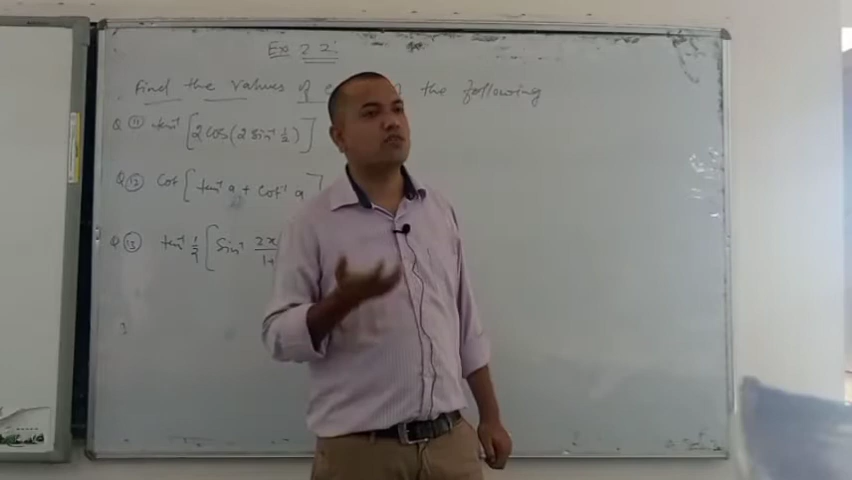 Ex 2.2.
Find the values of the following
Q ⑪ tan⁻¹ [2 cos(2 sin⁻¹ 1/2)]
Q ⑫ cot [tan⁻¹ a + cot⁻¹ a]
Q ⑬ tan⁻¹ 1/2 [sin⁻¹ 2x